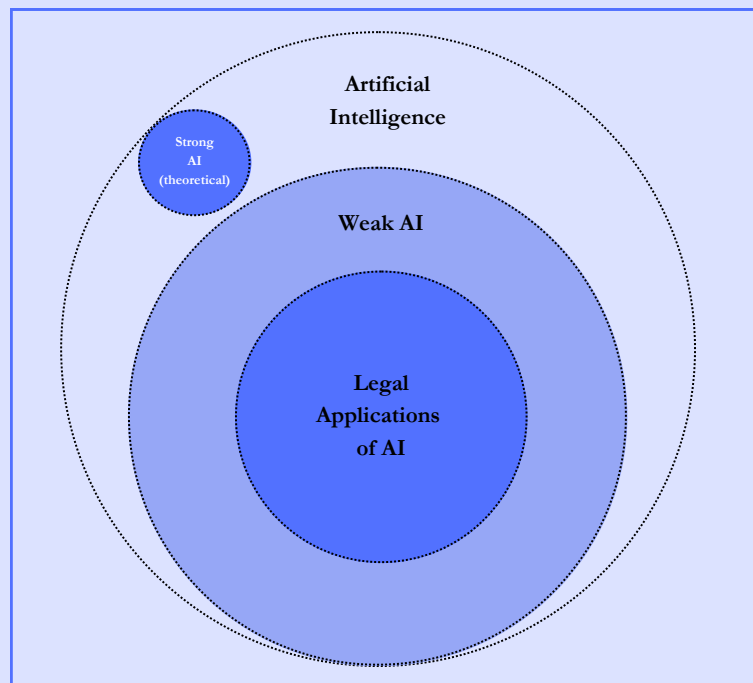 Artificial
Intelligence
Strong
AI
(theoretical)
Weak AI
Legal
Applications
of AI